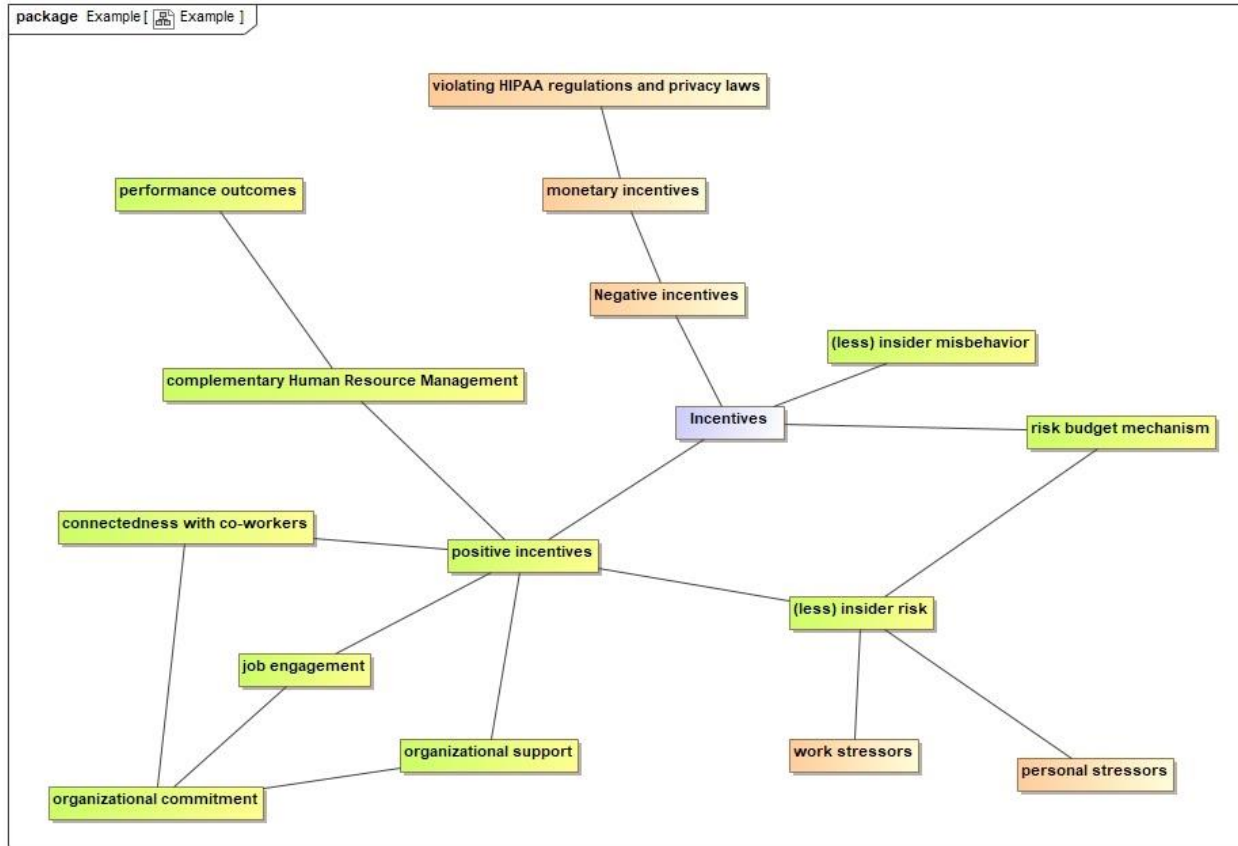 package Example [ Example ]
violating HIPAA regulations and privacy laws
performance outcomes
monetary incentives
Negative incentives
(less) insider misbehavior
complementary Human Resource Management
Incentives
risk budget mechanism
connectedness with co-workers
positive incentives
(less) insider risk
job engagement
organizational support
work stressors
personal stressors
organizational commitment